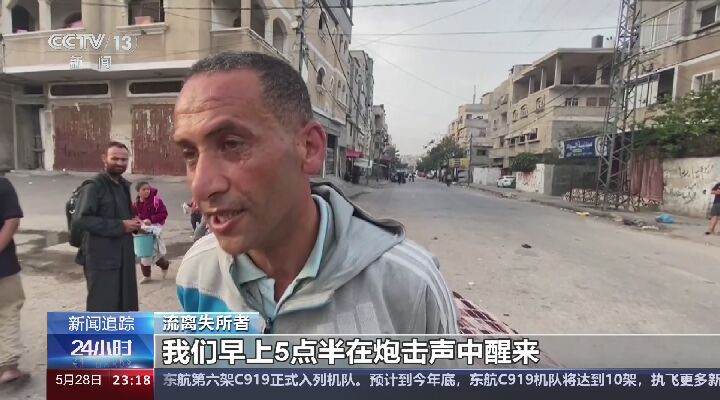 CCTV 13
新闻
新闻追踪
流离失所者
24小时
我们早上5点半在炮击声中醒来
5月28日 23:18 东航第六架C919正式入列机队。预计到今年底，东航C919机队将达到10架，执飞更多新